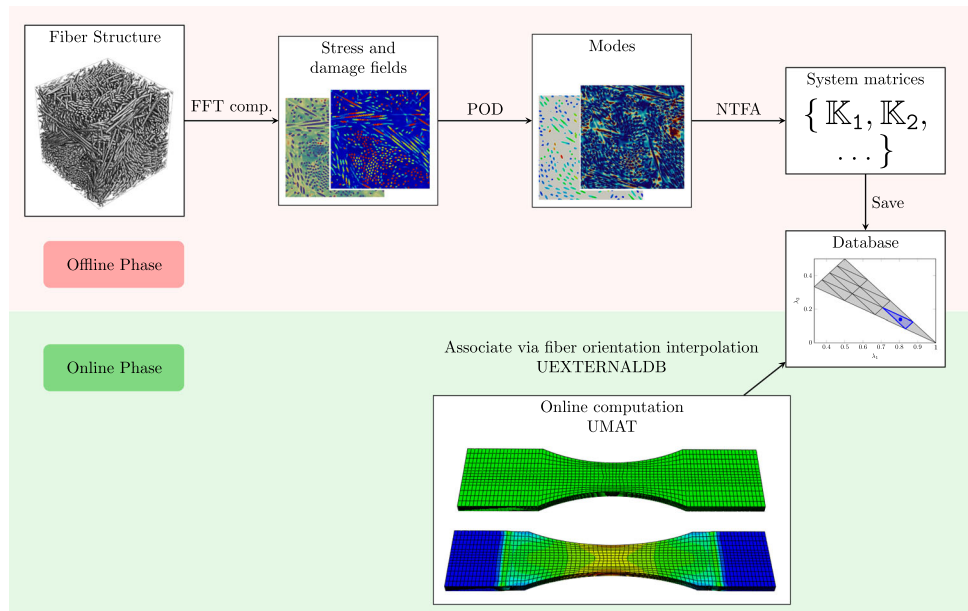 Fiber Structure
FFT comp.
Stress and
damage fields
POD
Modes
NTFA
System matrices
{ 𝕂₁, 𝕂₂,
... }
Save
Offline Phase
Database
0.4
0.2
0
λ₂
0.4 0.5 0.6 0.7 0.8 0.9 1
λ₁
Online Phase
Associate via fiber orientation interpolation
UEXTERNALDB
Online computation
UMAT